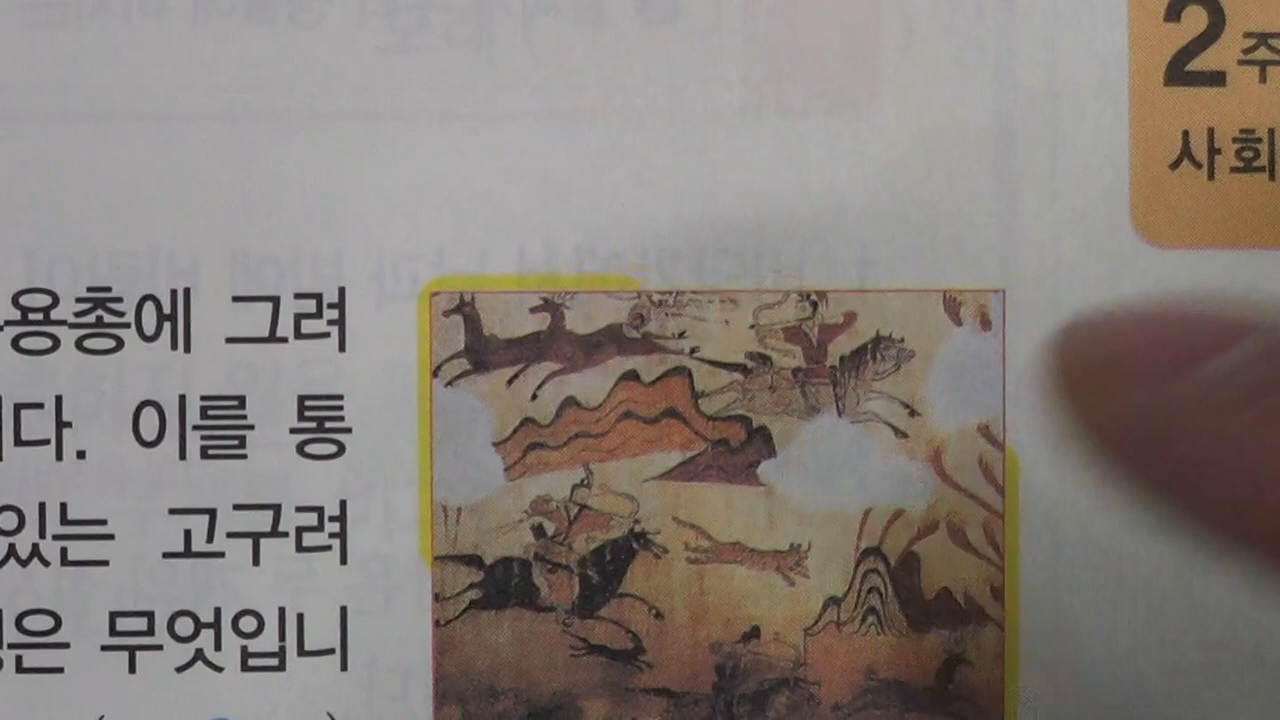 2주
사회
용총에 그려
다. 이를 통
있는 고구려
은 무엇입니